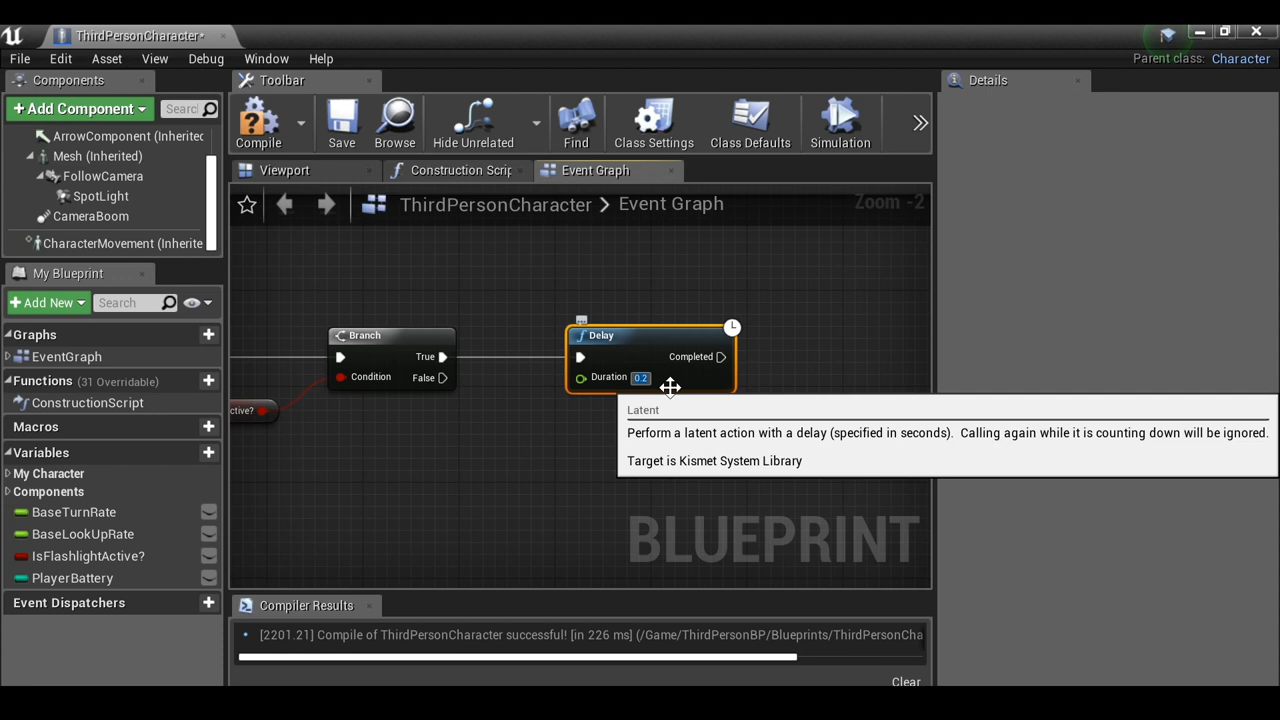 ThirdPersonCharacter*
File Edit Asset View Debug Window Help
Parent class: Character
Components
+ Add Component
Searc
ArrowComponent (Inheritec
Mesh (Inherited)
FollowCamera
SpotLight
CameraBoom
CharacterMovement (Inherite
My Blueprint
+ Add New
Search
Graphs
EventGraph
Functions (31 Overridable)
ConstructionScript
Macros
Variables
My Character
Components
BaseTurnRate
BaseLookUpRate
IsFlashlightActive?
PlayerBattery
Event Dispatchers
Toolbar
Compile Save Browse Hide Unrelated Find Class Settings Class Defaults Simulation
Viewport
Construction Scrip
Event Graph
ThirdPersonCharacter > Event Graph
Zoom -2
Branch
True
Condition
False
ctive?
Delay
Completed
Duration 0.2
Latent
Perform a latent action with a delay (specified in seconds). Calling again while it is counting down will be ignored.
Target is Kismet System Library
BLUEPRINT
Compiler Results
[2201.21] Compile of ThirdPersonCharacter successful! [in 226 ms] (/Game/ThirdPersonBP/Blueprints/ThirdPersonCha
Clear
Details